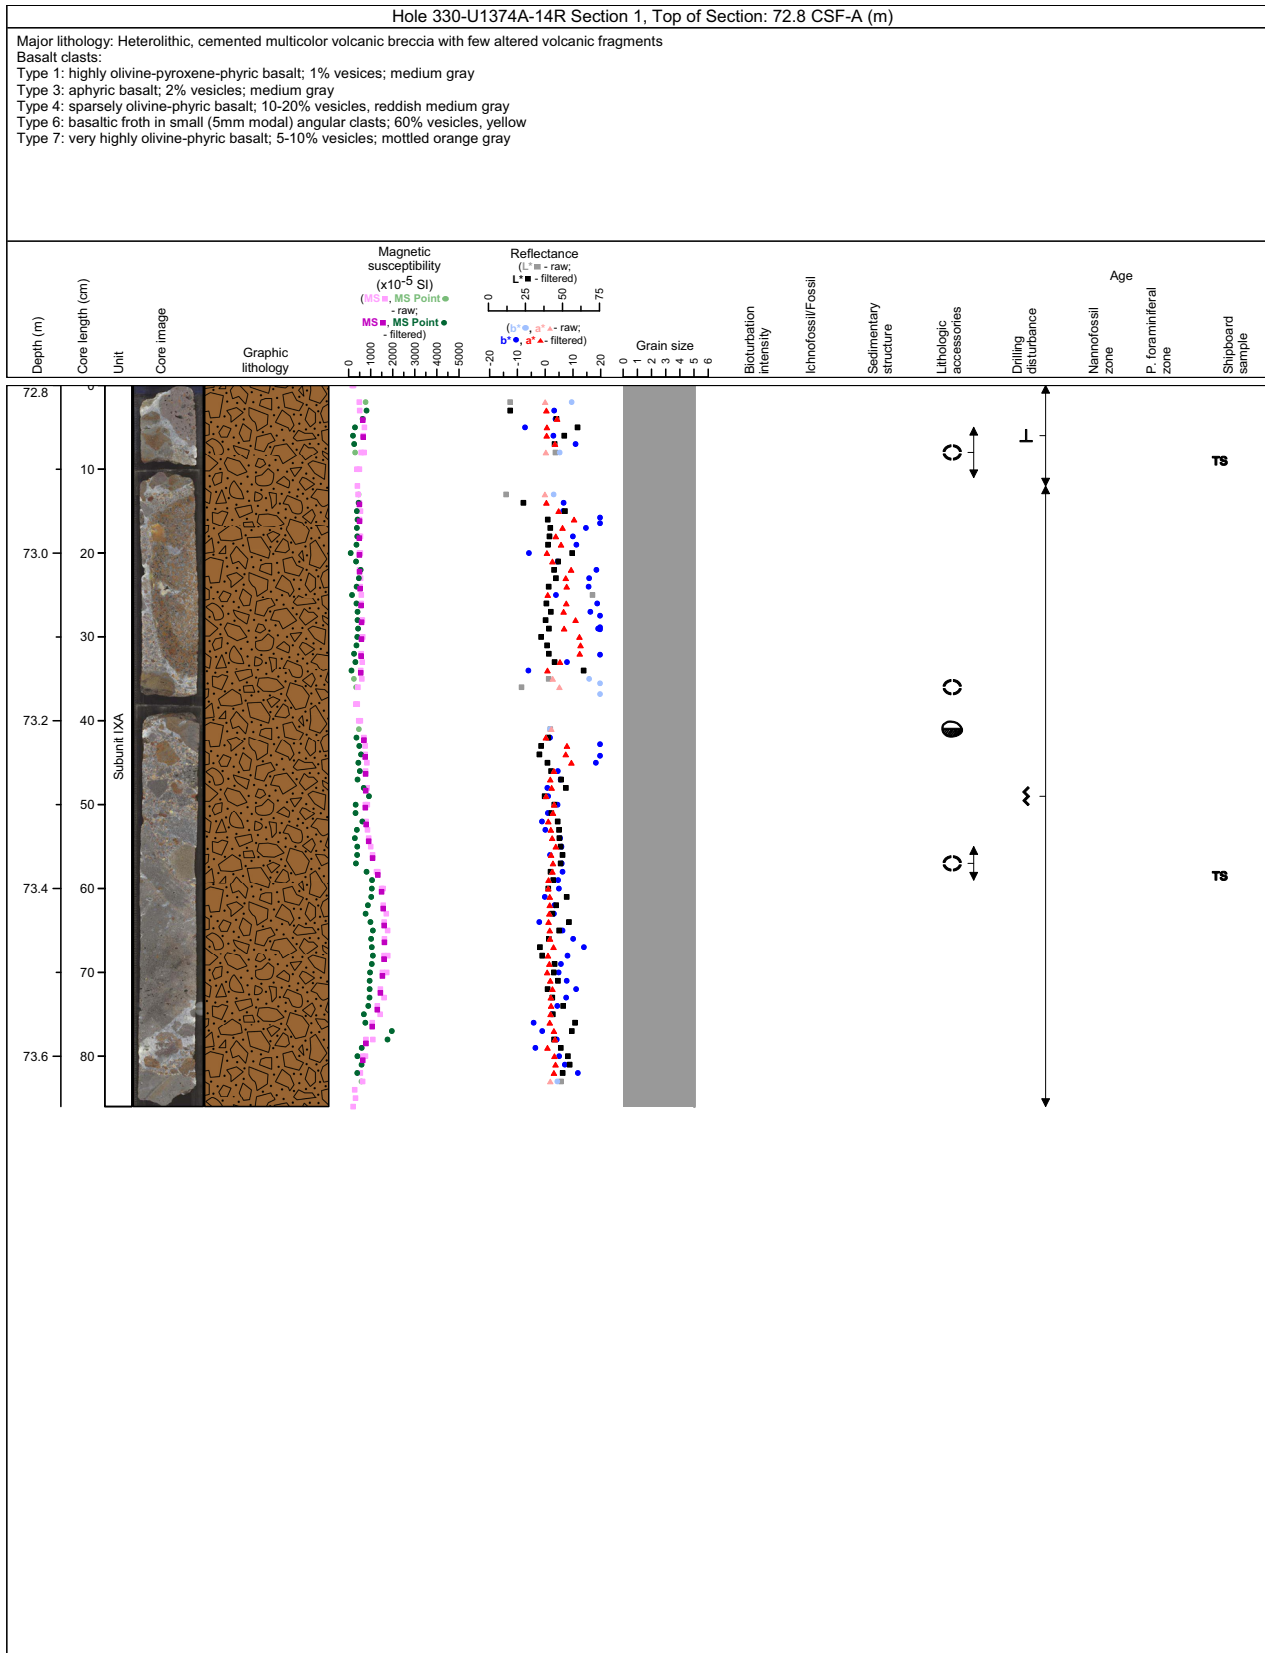 Hole 330-U1374A-14R Section 1, Top of Section: 72.8 CSF-A (m)
Major lithology: Heterolithic, cemented multicolor volcanic breccia with few altered volcanic fragments
Basalt clasts:
Type 1: highly olivine-pyroxene-phyric basalt; 1% vesices; medium gray
Type 3: aphyric basalt; 2% vesicles; medium gray
Type 4: sparsely olivine-phyric basalt; 10-20% vesicles, reddish medium gray
Type 6: basaltic froth in small (5mm modal) angular clasts; 60% vesicles, yellow
Type 7: very highly olivine-phyric basalt; 5-10% vesicles; mottled orange gray
Depth (m)
Core length (cm)
Unit
Core image
Graphic
lithology
Magnetic
susceptibility
(x10-5 SI)
(MS ■, MS Point ●
- raw;
MS ■, MS Point ●
- filtered)
0 1000 2000 3000 4000 5000
Reflectance
(L* ■ - raw;
L* ■ - filtered)
0 25 50 75
(b* ●, a* ▲ - raw;
b* ●, a* ▲ - filtered)
-20 -10 0 10 20
Grain size
0 1 2 3 4 5 6
Bioturbation
intensity
Ichnofossil/Fossil
Sedimentary
structure
Lithologic
accessories
Drilling
disturbance
Age
Nannofossil
zone
P. foraminiferal
zone
Shipboard
sample
72.8
73.0
73.2
73.4
73.6
0
10
20
30
40
50
60
70
80
Subunit IXA
TS
TS